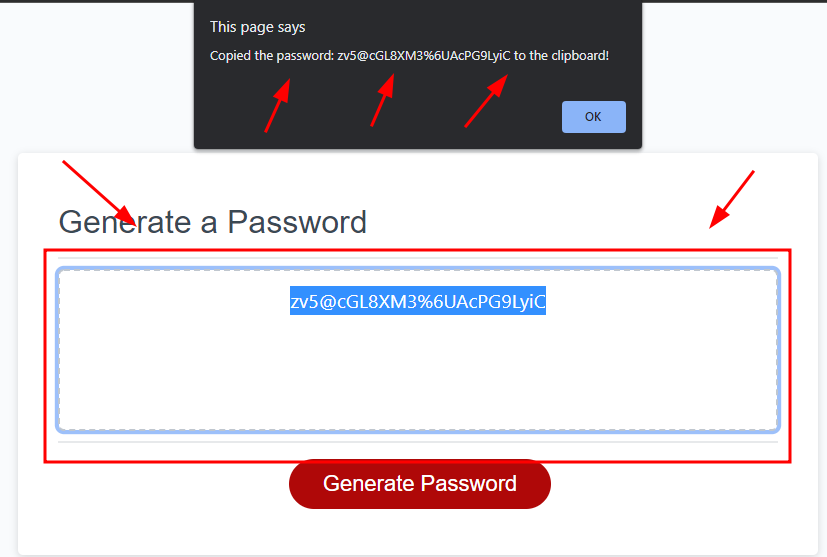 This page says
Copied the password: zv5@cGL8XM3%6UAcPG9LyiC to the clipboard!
OK
Generate a Password
zv5@cGL8XM3%6UAcPG9LyiC
Generate Password